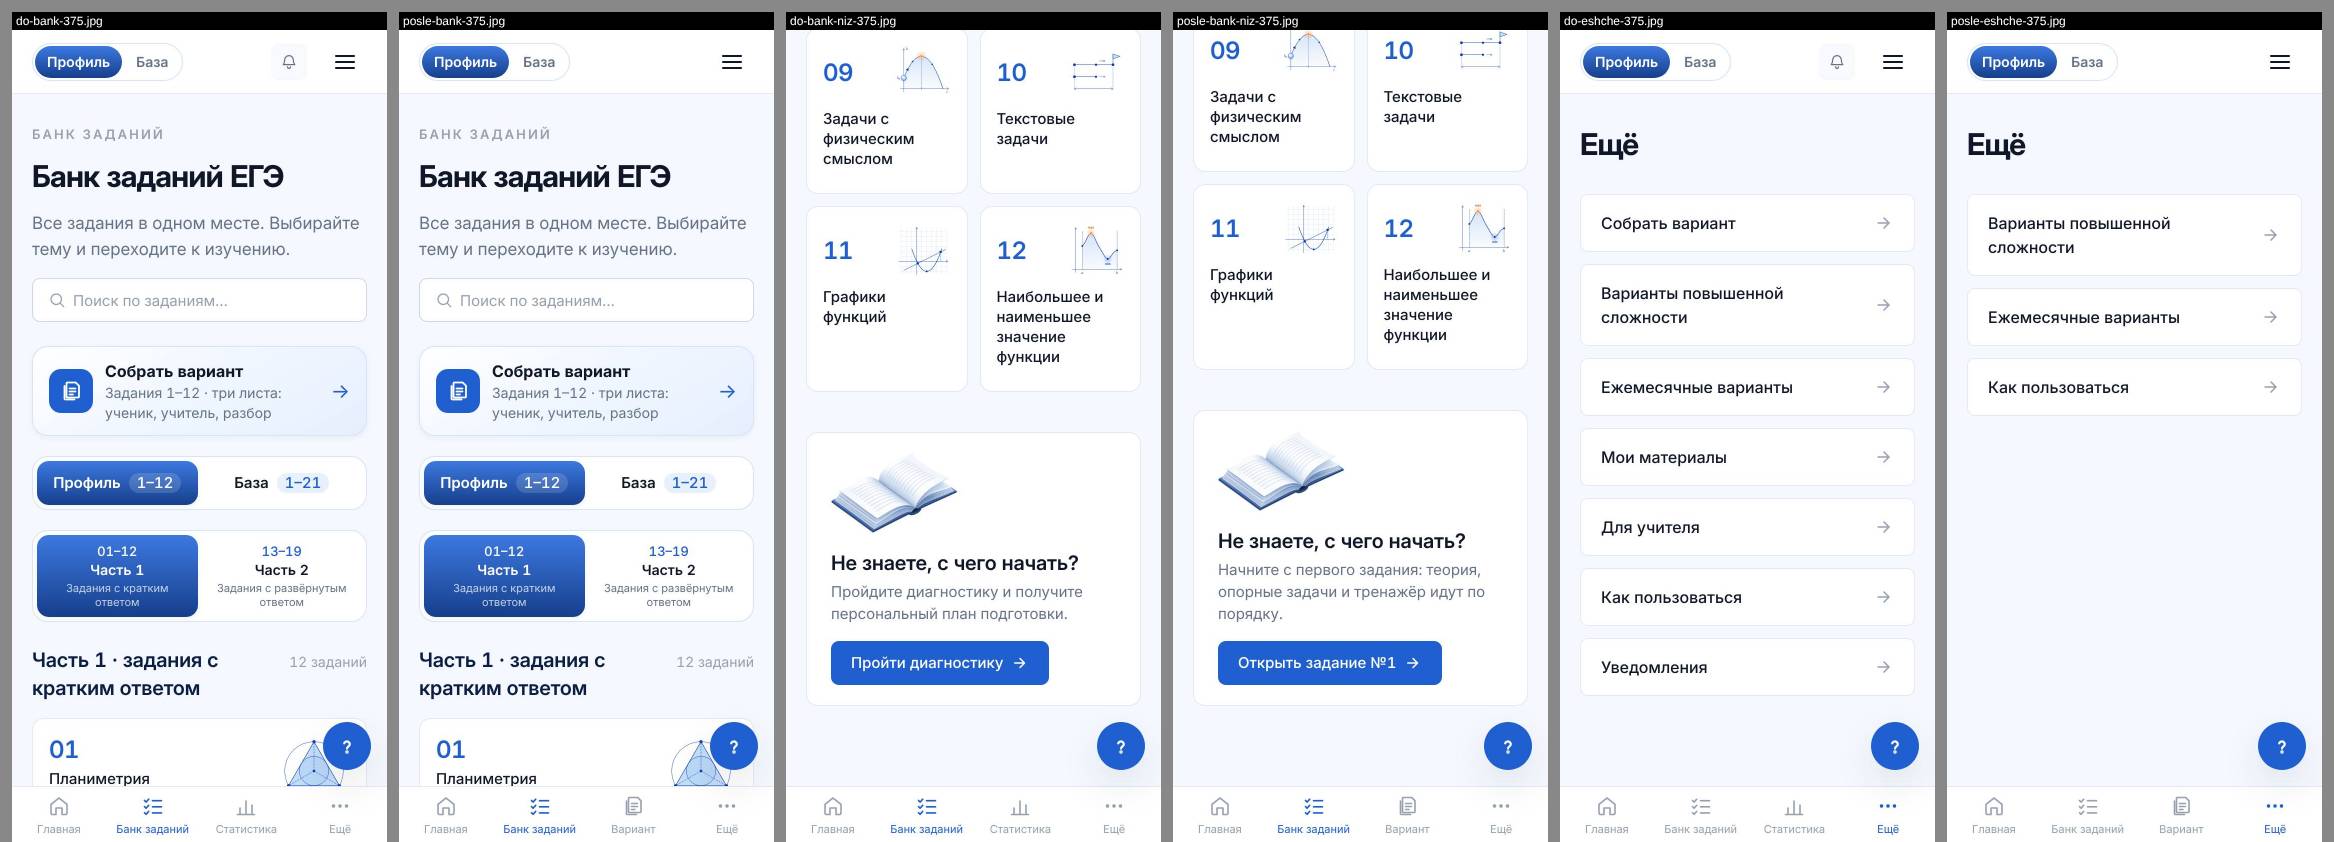 do-bank-375.jpg
Профиль База
БАНК ЗАДАНИЙ
Банк заданий ЕГЭ
Все задания в одном месте. Выбирайте
тему и переходите к изучению.
Поиск по заданиям...
Собрать вариант
Задания 1–12 · три листа:
ученик, учитель, разбор
Профиль 1–12 База 1–21
01–12 13–19
Часть 1 Часть 2
Задания с кратким Задания с развёрнутым
ответом ответом
Часть 1 · задания с 12 заданий
кратким ответом
01
Планиметрия
?
Главная Банк заданий Статистика Ещё
posle-bank-375.jpg
Профиль База
БАНК ЗАДАНИЙ
Банк заданий ЕГЭ
Все задания в одном месте. Выбирайте
тему и переходите к изучению.
Поиск по заданиям...
Собрать вариант
Задания 1–12 · три листа:
ученик, учитель, разбор
Профиль 1–12 База 1–21
01–12 13–19
Часть 1 Часть 2
Задания с кратким Задания с развёрнутым
ответом ответом
Часть 1 · задания с 12 заданий
кратким ответом
01
Планиметрия
?
Главная Банк заданий Вариант Ещё
do-bank-niz-375.jpg
09 10
Задачи с Текстовые
физическим задачи
смыслом
11 12
Графики Наибольшее и
функций наименьшее
значение
функции
Не знаете, с чего начать?
Пройдите диагностику и получите
персональный план подготовки.
Пройти диагностику →
?
Главная Банк заданий Статистика Ещё
posle-bank-niz-375.jpg
09 10
Задачи с Текстовые
физическим задачи
смыслом
11 12
Графики Наибольшее и
функций наименьшее
значение
функции
Не знаете, с чего начать?
Начните с первого задания: теория,
опорные задачи и тренажёр идут по
порядку.
Открыть задание №1 →
?
Главная Банк заданий Вариант Ещё
do-eshche-375.jpg
Профиль База
Ещё
Собрать вариант
Варианты повышенной
сложности
Ежемесячные варианты
Мои материалы
Для учителя
Как пользоваться
Уведомления
?
Главная Банк заданий Статистика Ещё
posle-eshche-375.jpg
Профиль База
Ещё
Варианты повышенной
сложности
Ежемесячные варианты
Как пользоваться
?
Главная Банк заданий Вариант Ещё